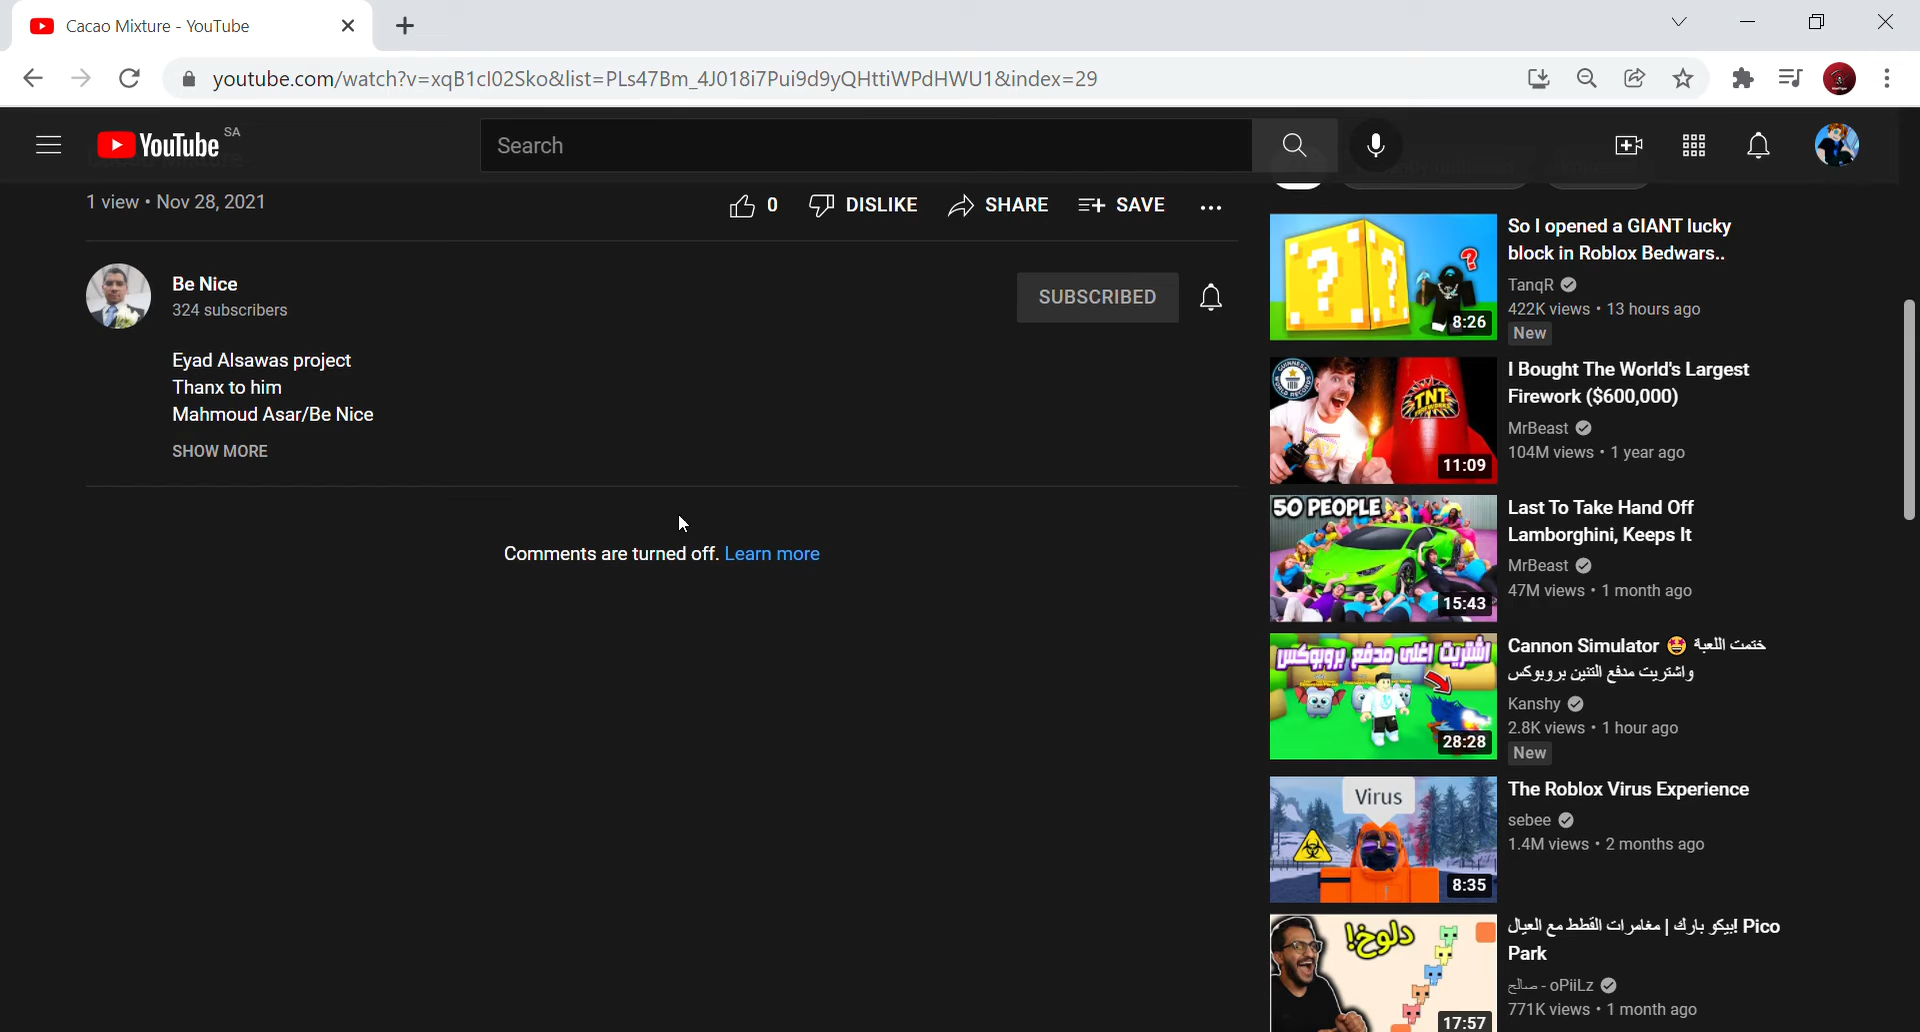 Cacao Mixture - YouTube
youtube.com/watch?v=xqB1cI02Sko&list=PLs47Bm_4J018i7Pui9d9yQHttiWPdHWU1&index=29
YouTube SA
Search
1 view • Nov 28, 2021
0 DISLIKE SHARE SAVE
Be Nice
324 subscribers
SUBSCRIBED
Eyad Alsawas project
Thanx to him
Mahmoud Asar/Be Nice
SHOW MORE
Comments are turned off. Learn more
8:26
So I opened a GIANT lucky
block in Roblox Bedwars..
TanqR
422K views • 13 hours ago
New
TNT
11:09
I Bought The World's Largest
Firework ($600,000)
MrBeast
104M views • 1 year ago
50 PEOPLE
15:43
Last To Take Hand Off
Lamborghini, Keeps It
MrBeast
47M views • 1 month ago
اشتريت اغلى مدفع بروبوكس
28:28
Cannon Simulator 🤩 ختمت اللعبة
واشتريت مدفع التنين بروبوكس
Kanshy
2.8K views • 1 hour ago
New
Virus
8:35
The Roblox Virus Experience
sebee
1.4M views • 2 months ago
دلوخ!
17:57
بيكو بارك | مغامرات القطط مع العيال! Pico
Park
صالح - oPiiLz
771K views • 1 month ago